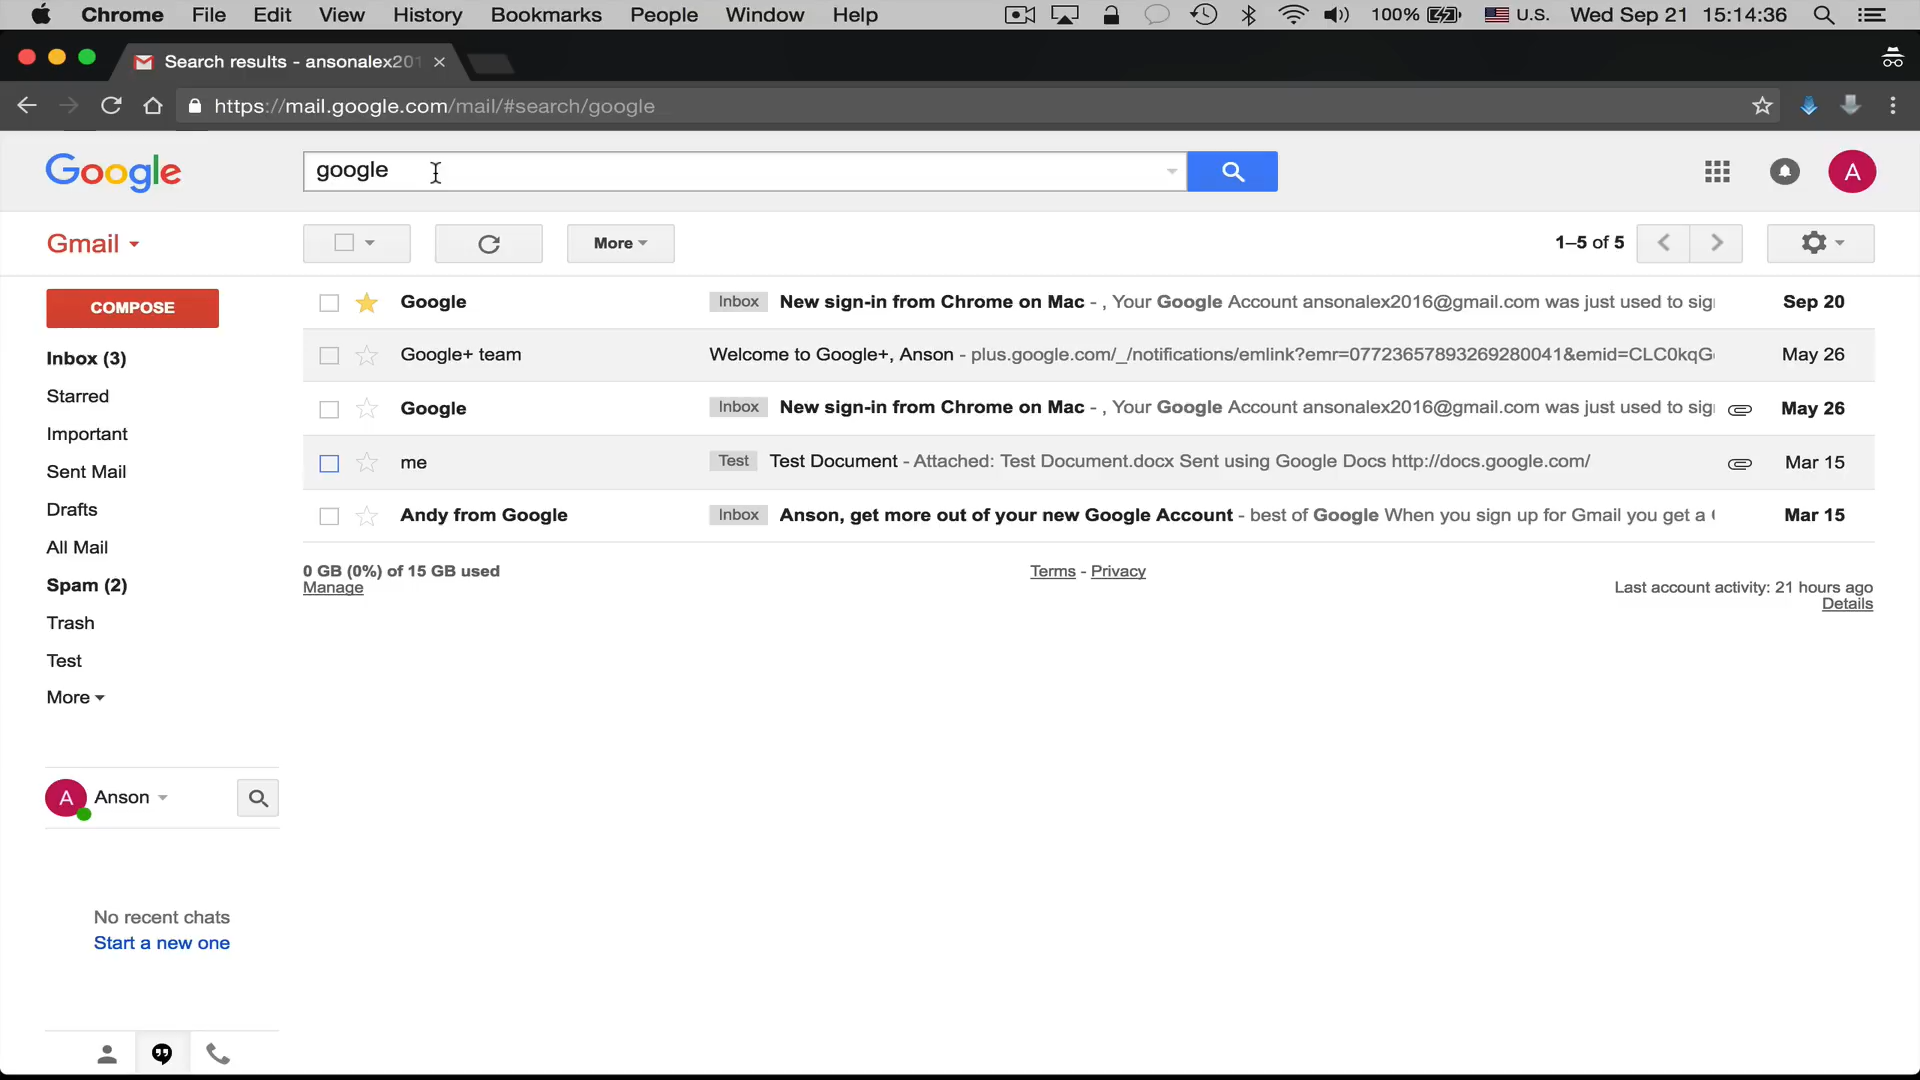 Chrome File Edit View History Bookmarks People Window Help 100% U.S. Wed Sep 21 15:14:36
Search results - ansonalex201
https://mail.google.com/mail/#search/google
Google google A
Gmail More 1–5 of 5
COMPOSE
Inbox (3)
Starred
Important
Sent Mail
Drafts
All Mail
Spam (2)
Trash
Test
More
Google Inbox New sign-in from Chrome on Mac - , Your Google Account ansonalex2016@gmail.com was just used to sig Sep 20
Google+ team Welcome to Google+, Anson - plus.google.com/_/notifications/emlink?emr=07723657893269280041&emid=CLC0kqG May 26
Google Inbox New sign-in from Chrome on Mac - , Your Google Account ansonalex2016@gmail.com was just used to sig May 26
me Test Test Document - Attached: Test Document.docx Sent using Google Docs http://docs.google.com/ Mar 15
Andy from Google Inbox Anson, get more out of your new Google Account - best of Google When you sign up for Gmail you get a Mar 15
0 GB (0%) of 15 GB used
Manage
Terms - Privacy
Last account activity: 21 hours ago
Details
A Anson
No recent chats
Start a new one